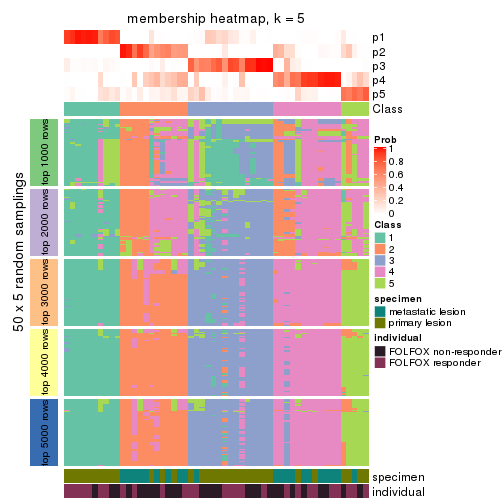 membership heatmap, k = 5
p1
p2
p3
p4
p5
Class
50 x 5 random samplings
top 1000 rows
top 2000 rows
top 3000 rows
top 4000 rows
top 5000 rows
specimen
individual
Prob
1
0.8
0.6
0.4
0.2
0
Class
1
2
3
4
5
specimen
metastatic lesion
primary lesion
individual
FOLFOX non-responder
FOLFOX responder